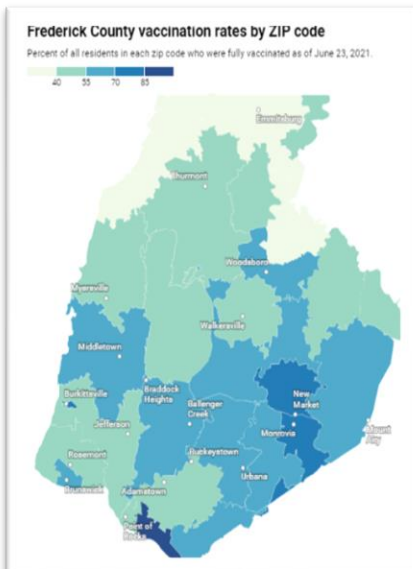 Frederick County vaccination rates by ZIP code
Percent of all residents in each zip code who were fully vaccinated as of June 23, 2021.
40 55 70 85
Emmitsburg
Thurmont
Woodsboro
Myersville
Walkersville
Middletown
Braddock
Heights
New
Market
Burkittsville
Ballenger
Creek
Jefferson
Monrovia
Mount
Airy
Buckeystown
Rosemont
Urbana
Brunswick
Adamstown
Point of
Rocks